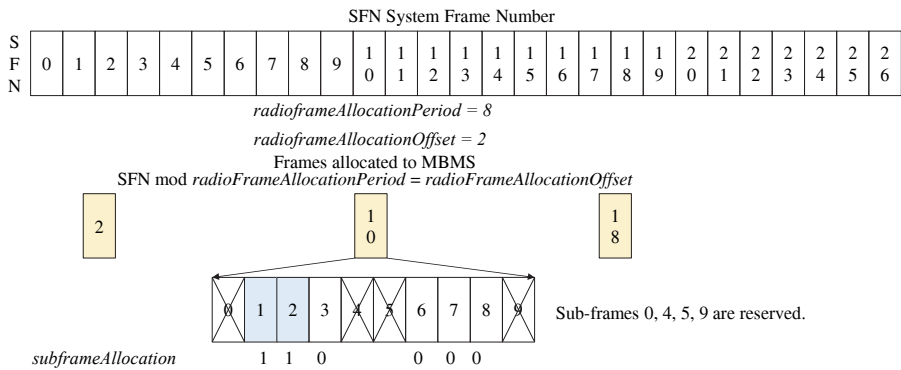 SFN System Frame Number
S F N 0 1 2 3 4 5 6 7 8 9 10 11 12 13 14 15 16 17 18 19 20 21 22 23 24 25 26
radioframeAllocationPeriod = 8
radioframeAllocationOffset = 2
Frames allocated to MBMS
SFN mod radioFrameAllocationPeriod = radioFrameAllocationOffset
2 10 18
0 1 2 3 4 5 6 7 8 9 Sub-frames 0, 4, 5, 9 are reserved.
subframeAllocation 1 1 0 0 0 0